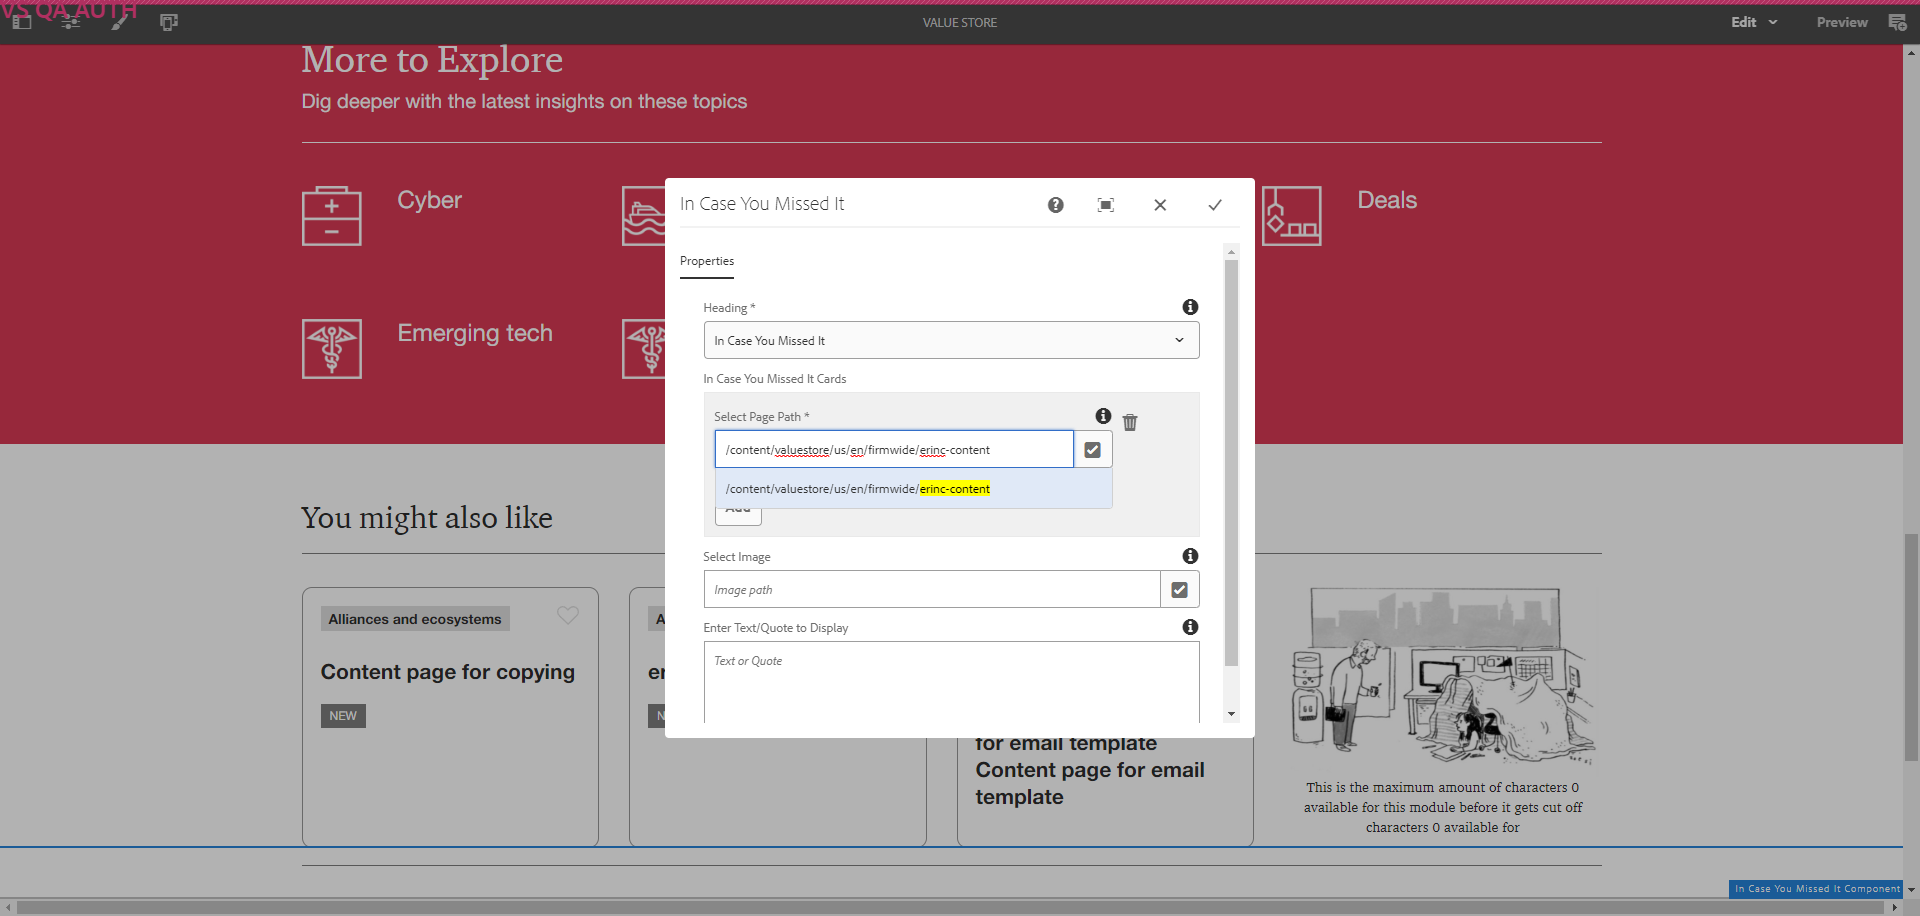 VS QA AUTH
VALUE STORE
Edit
Preview
More to Explore
Dig deeper with the latest insights on these topics
Cyber
Deals
Emerging tech
In Case You Missed It
Properties
Heading *
In Case You Missed It
In Case You Missed It Cards
Select Page Path *
/content/valuestore/us/en/firmwide/erinc-content
/content/valuestore/us/en/firmwide/erinc-content
Add
Select Image
Image path
Enter Text/Quote to Display
Text or Quote
You might also like
Alliances and ecosystems
Content page for copying
NEW
for email template
Content page for email
template
This is the maximum amount of characters 0
available for this module before it gets cut off
characters 0 available for
In Case You Missed It Component